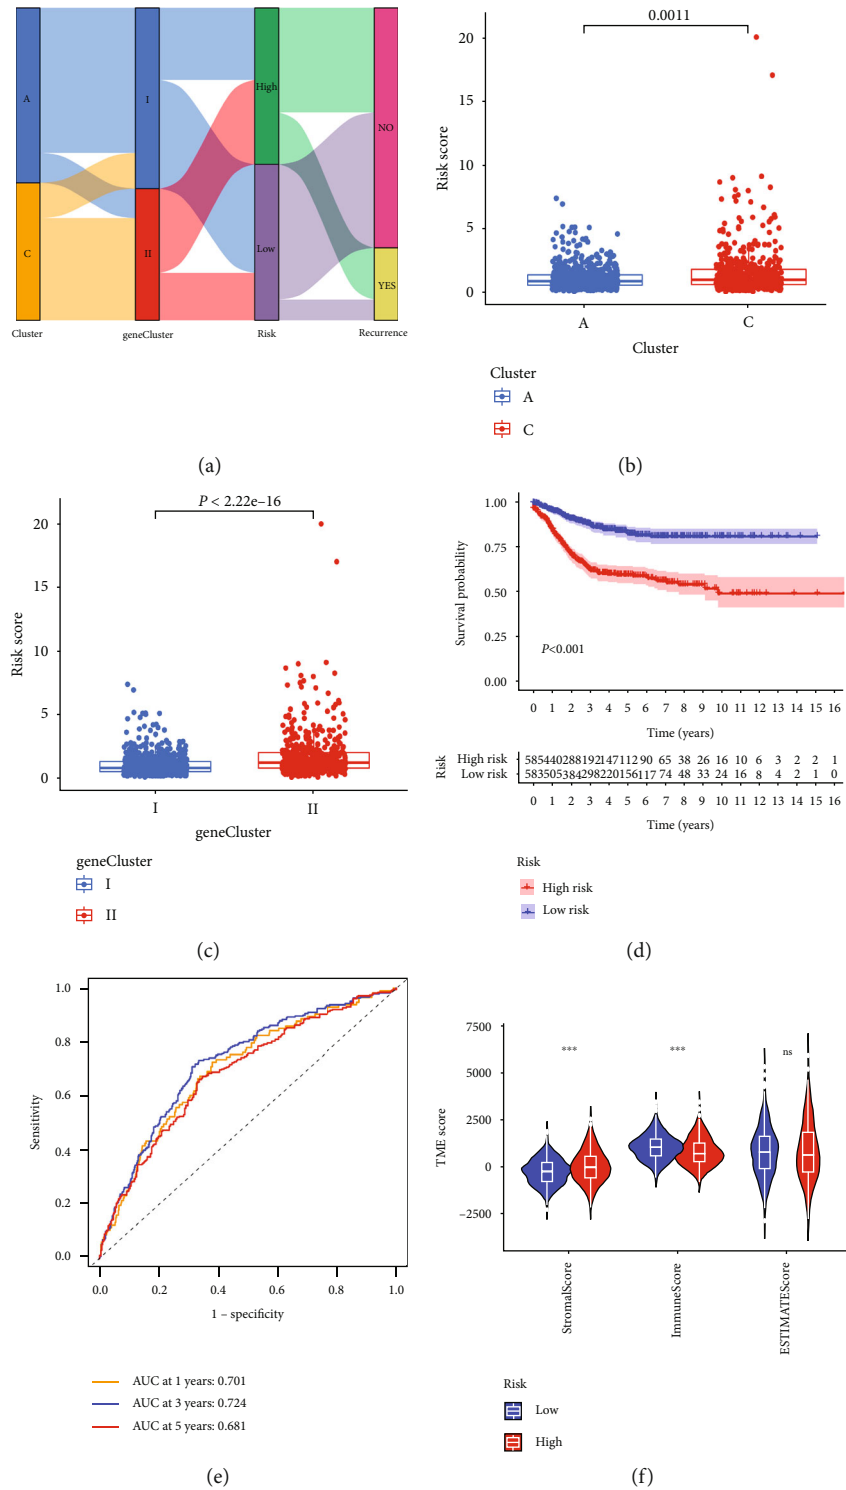 A
C
I
II
High
Low
NO
YES
Cluster
geneCluster
Risk
Recurrence
(a)
0.0011
Risk score
20
15
10
5
0
A
C
Cluster
Cluster
A
C
(b)
P < 2.22e–16
Risk score
20
15
10
5
0
I
II
geneCluster
geneCluster
I
II
(c)
Survival probability
1.00
0.75
0.50
0.25
0.00
P<0.001
0 1 2 3 4 5 6 7 8 9 10 11 12 13 14 15 16
Time (years)
Risk
High risk 585440288192147112 90 65 38 26 16 10 6 3 2 2 1
Low risk 583505384298220156117 74 48 33 24 16 8 4 2 1 0
0 1 2 3 4 5 6 7 8 9 10 11 12 13 14 15 16
Time (years)
Risk
High risk
Low risk
(d)
Sensitivity
1.0
0.8
0.6
0.4
0.2
0.0
0.0 0.2 0.4 0.6 0.8 1.0
1 – specificity
AUC at 1 years: 0.701
AUC at 3 years: 0.724
AUC at 5 years: 0.681
(e)
TME score
7500
5000
2500
0
−2500
***
***
ns
StromalScore
ImmuneScore
ESTIMATEScore
Risk
Low
High
(f)